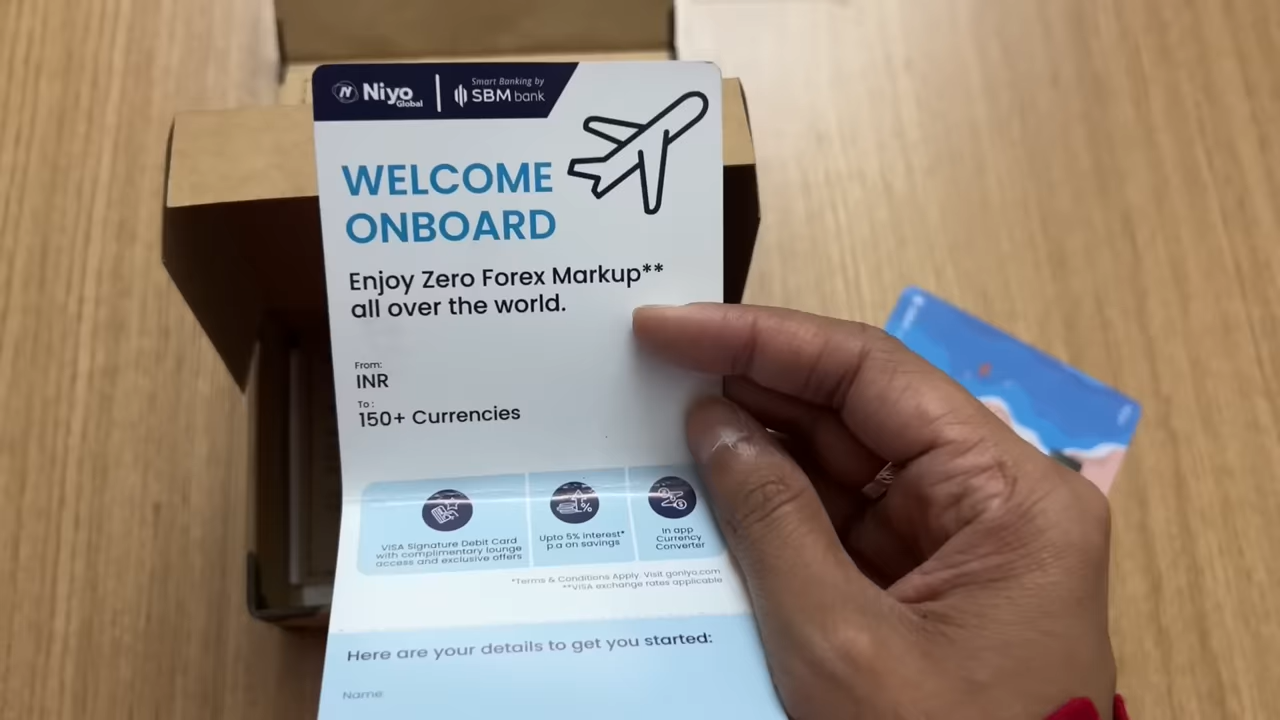 Niyo
Global
Smart Banking by
SBM bank
WELCOME
ONBOARD
Enjoy Zero Forex Markup**
all over the world.
From:
INR
To :
150+ Currencies
VISA Signature Debit Card
with complimentary lounge
access and exclusive offers
Upto 5% interest*
p.a on savings
In app
Currency
Converter
*Terms & Conditions Apply. Visit goniyo.com
**VISA exchange rates applicable
Here are your details to get you started:
Name